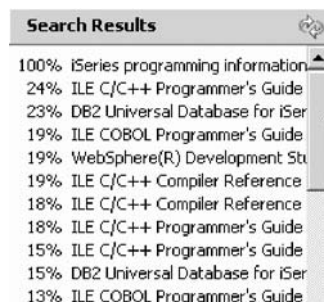 Search Results
100% iSeries programming information
24% ILE C/C++ Programmer's Guide
23% DB2 Universal Database for iSer
19% ILE COBOL Programmer's Guide
19% WebSphere(R) Development Stu
19% ILE C/C++ Compiler Reference
18% ILE C/C++ Compiler Reference
18% ILE C/C++ Programmer's Guide
15% ILE C/C++ Programmer's Guide
15% DB2 Universal Database for iSer
13% ILE COBOL Programmer's Guide